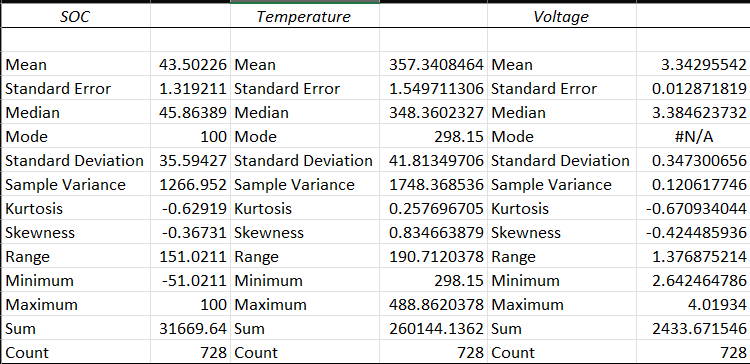 SOC Temperature Voltage
Mean 43.50226 Mean 357.3408464 Mean 3.34295542
Standard Error 1.319211 Standard Error 1.549711306 Standard Error 0.012871819
Median 45.86389 Median 348.3602327 Median 3.384623732
Mode 100 Mode 298.15 Mode #N/A
Standard Deviation 35.59427 Standard Deviation 41.81349706 Standard Deviation 0.347300656
Sample Variance 1266.952 Sample Variance 1748.368536 Sample Variance 0.120617746
Kurtosis -0.62919 Kurtosis 0.257696705 Kurtosis -0.670934044
Skewness -0.36731 Skewness 0.834663879 Skewness -0.424485936
Range 151.0211 Range 190.7120378 Range 1.376875214
Minimum -51.0211 Minimum 298.15 Minimum 2.642464786
Maximum 100 Maximum 488.8620378 Maximum 4.01934
Sum 31669.64 Sum 260144.1362 Sum 2433.671546
Count 728 Count 728 Count 728